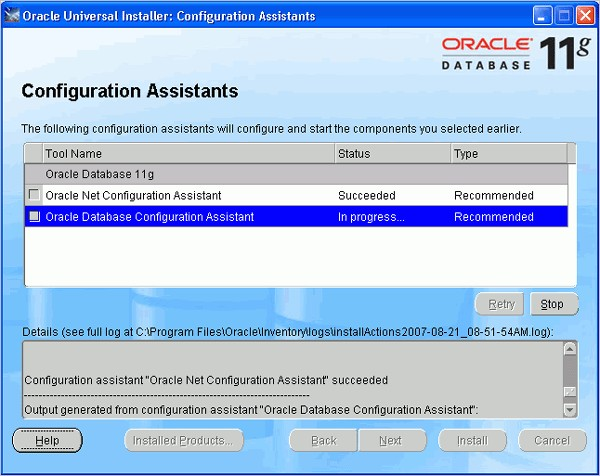 Oracle Universal Installer: Configuration Assistants
ORACLE
DATABASE 11g
Configuration Assistants
The following configuration assistants will configure and start the components you selected earlier.
Tool Name Status Type
Oracle Database 11g
Oracle Net Configuration Assistant Succeeded Recommended
Oracle Database Configuration Assistant In progress... Recommended
Retry Stop
Details (see full log at C:\Program Files\Oracle\Inventory\logs\installActions2007-08-21_08-51-54AM.log):
Configuration assistant "Oracle Net Configuration Assistant" succeeded
-----------------------------------------------------------------------------
Output generated from configuration assistant "Oracle Database Configuration Assistant":
Help Installed Products... Back Next Install Cancel